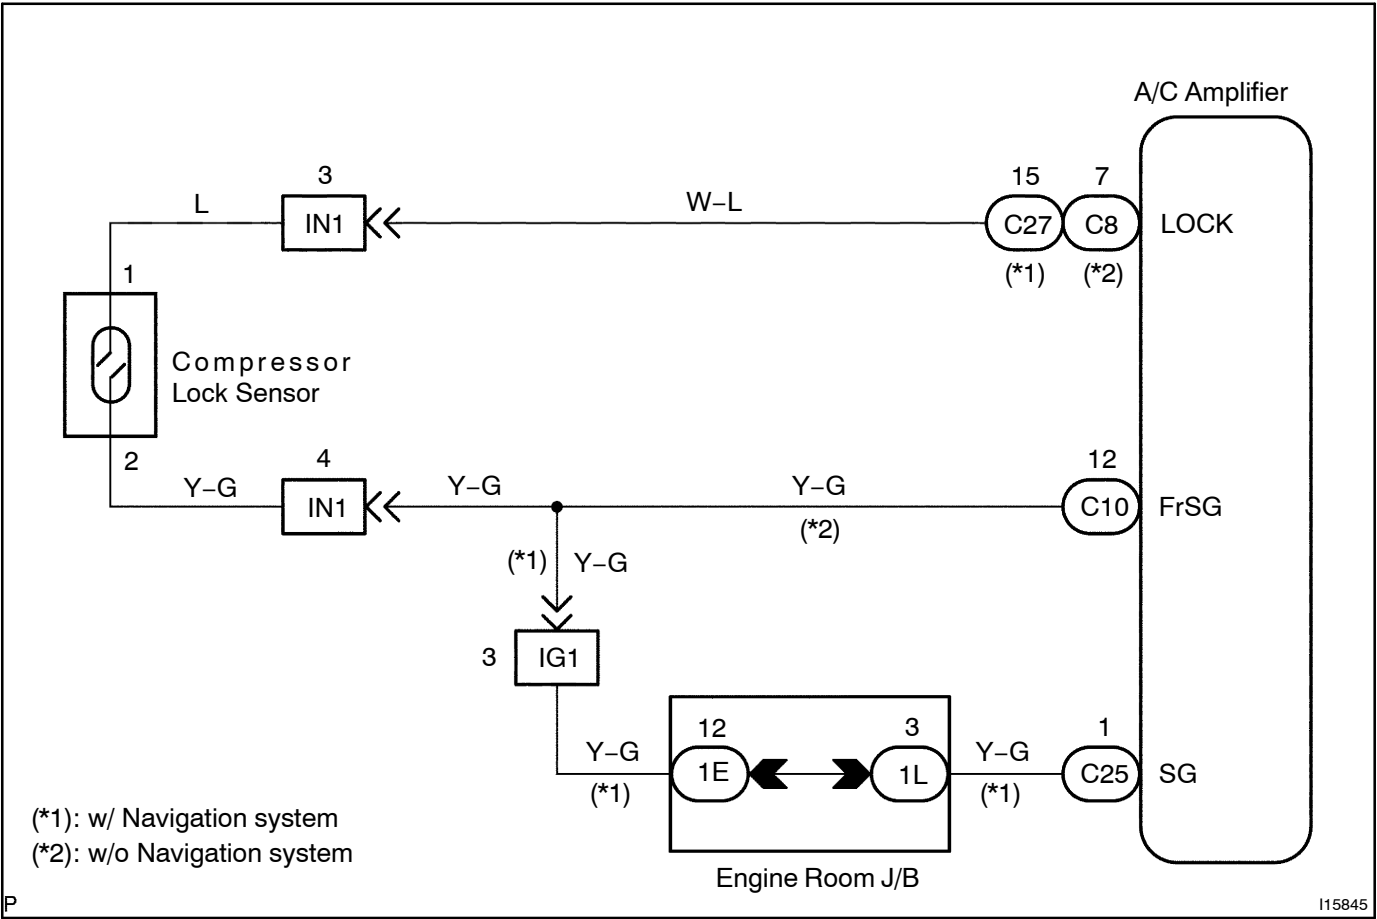 A/C Amplifier
3
15
7
L
IN1
W–L
C27
C8
LOCK
(*1)
(*2)
1
Compressor
Lock Sensor
2
4
12
Y–G
IN1
Y–G
Y–G
C10
FrSG
(*2)
(*1)
Y–G
3
IG1
12
3
1
Y–G
1E
1L
Y–G
C25
SG
(*1)
(*1)
(*1): w/ Navigation system
(*2): w/o Navigation system
Engine Room J/B
P
I15845